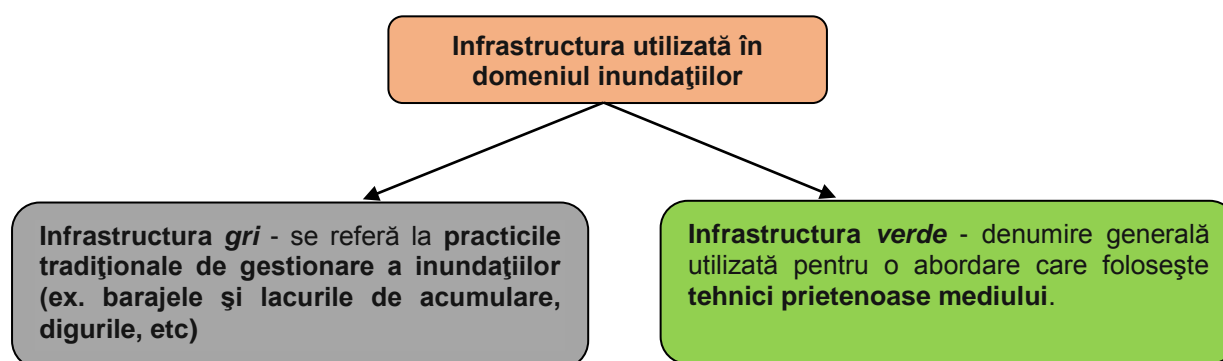 Infrastructura utilizată în
domeniul inundaţiilor
Infrastructura gri - se referă la practicile
tradiţionale de gestionare a inundaţiilor
(ex. barajele şi lacurile de acumulare,
digurile, etc)
Infrastructura verde - denumire generală
utilizată pentru o abordare care foloseşte
tehnici prietenoase mediului.